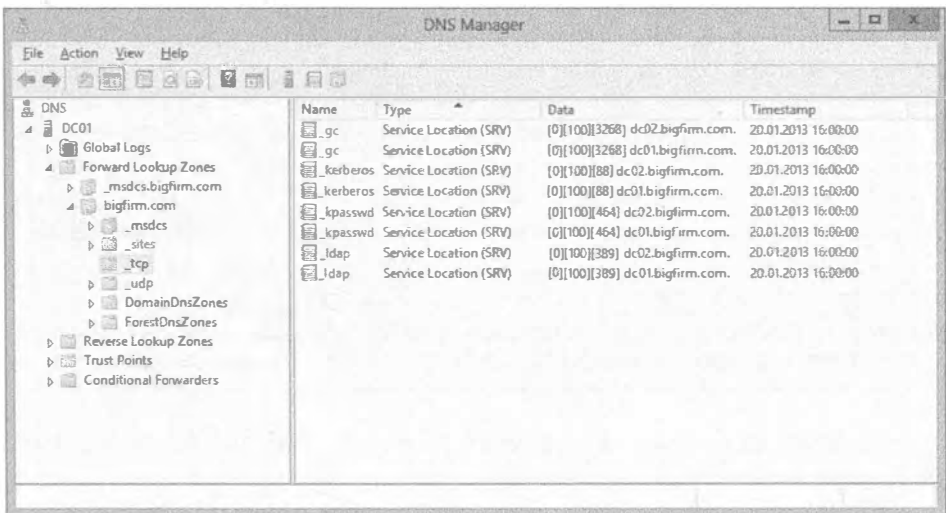 DNS Manager
File Action View Help
DNS
DC01
Global Logs
Forward Lookup Zones
_msdcs.bigfirm.com
bigfirm.com
_msdcs
_sites
_tcp
_udp
DomainDnsZones
ForestDnsZones
Reverse Lookup Zones
Trust Points
Conditional Forwarders
Name Type Data Timestamp
_gc Service Location (SRV) [0][100][3268] dc02.bigfirm.com. 20.01.2013 16:00:00
_gc Service Location (SRV) [0][100][3268] dc01.bigfirm.com. 20.01.2013 16:00:00
_kerberos Service Location (SRV) [0][100][88] dc02.bigfirm.com. 20.01.2013 16:00:00
_kerberos Service Location (SRV) [0][100][88] dc01.bigfirm.com. 20.01.2013 16:00:00
_kpasswd Service Location (SRV) [0][100][464] dc02.bigfirm.com. 20.01.2013 16:00:00
_kpasswd Service Location (SRV) [0][100][464] dc01.bigfirm.com. 20.01.2013 16:00:00
_ldap Service Location (SRV) [0][100][389] dc02.bigfirm.com. 20.01.2013 16:00:00
_ldap Service Location (SRV) [0][100][389] dc01.bigfirm.com. 20.01.2013 16:00:00